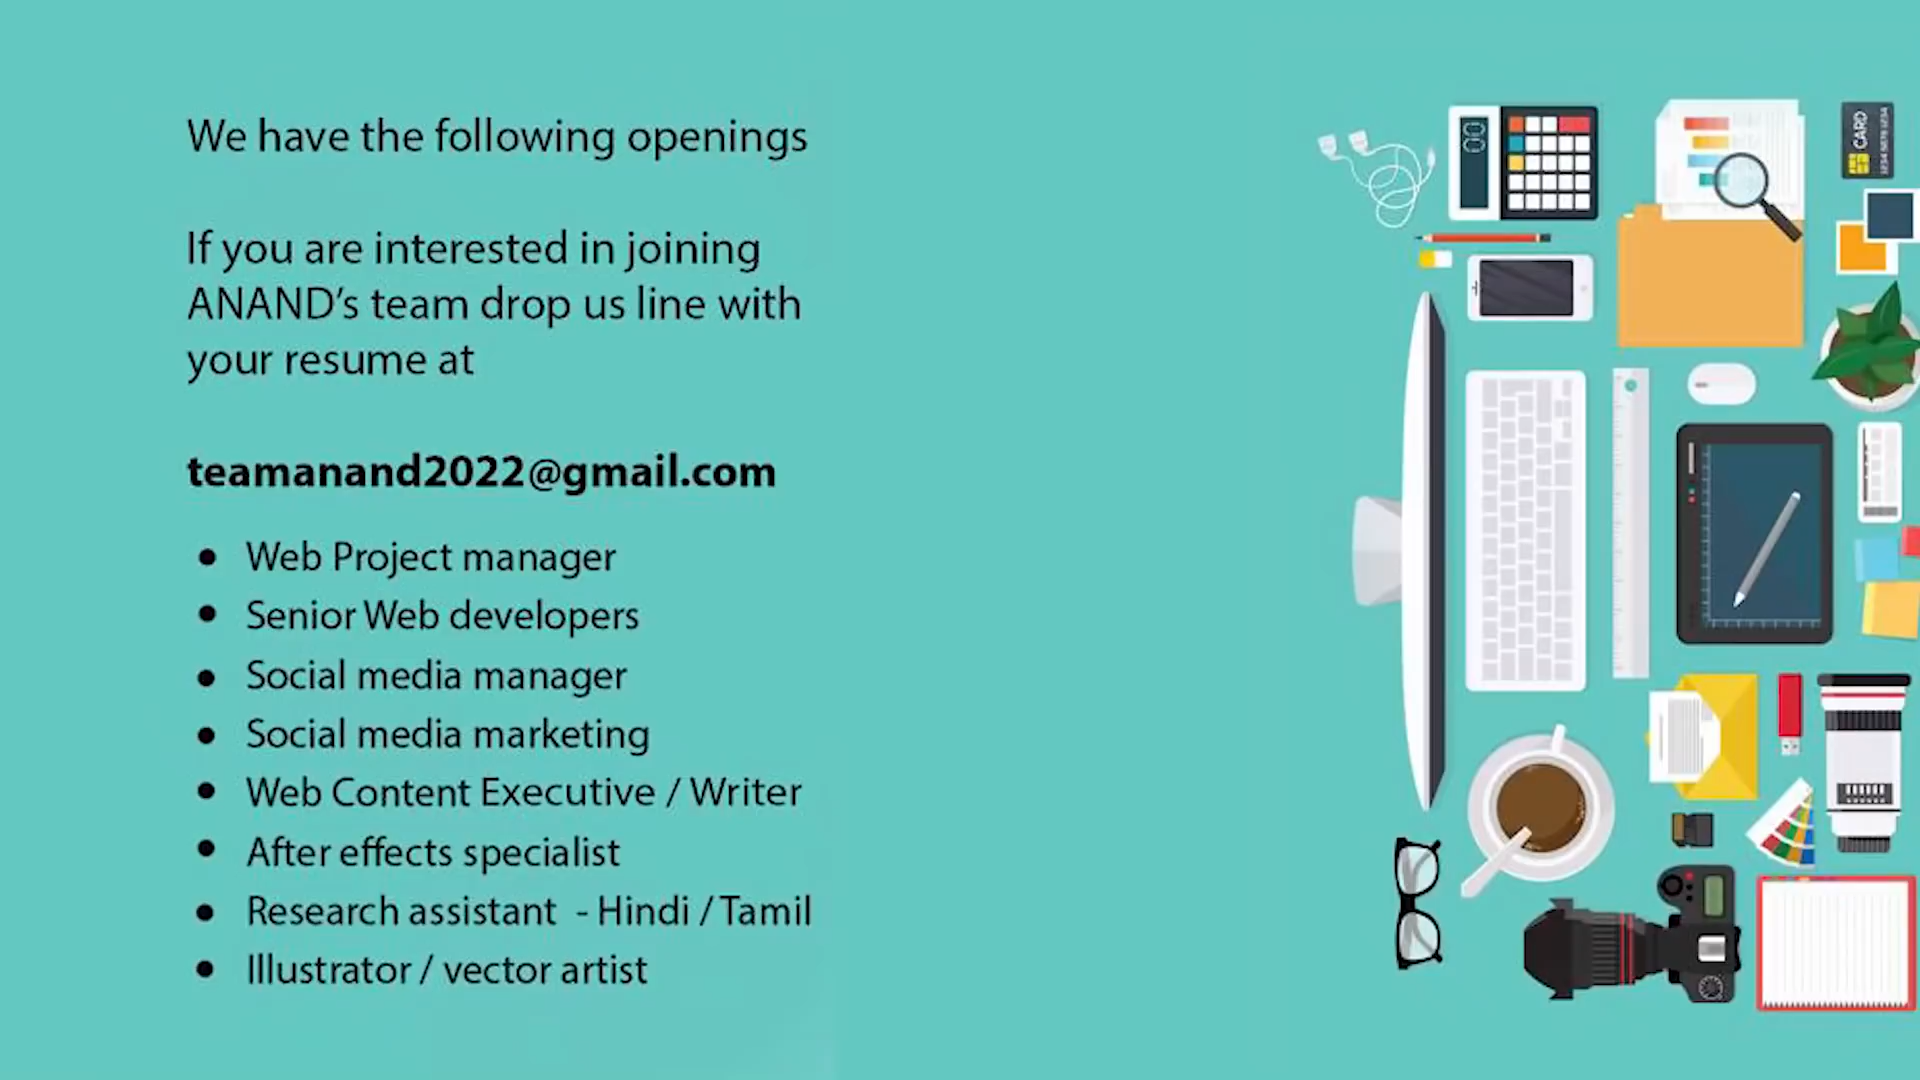 We have the following openings
If you are interested in joining
ANAND's team drop us line with
your resume at
teamanand2022@gmail.com
• Web Project manager
• Senior Web developers
• Social media manager
• Social media marketing
• Web Content Executive / Writer
• After effects specialist
• Research assistant - Hindi / Tamil
• Illustrator / vector artist
CARD